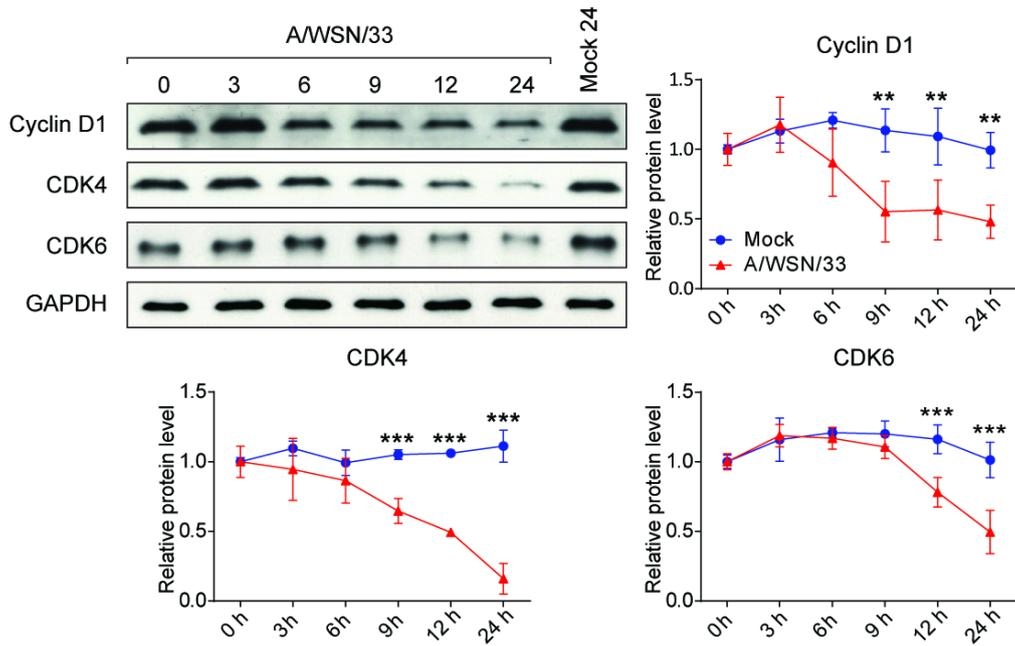 A/WSN/33
Mock 24
0 3 6 9 12 24
Cyclin D1
CDK4
CDK6
GAPDH
Cyclin D1
Relative protein level
1.5
**
**
**
1.0
0.5
Mock
A/WSN/33
0.0
0 h 3h 6h 9h 12h 24 h
CDK4
Relative protein level
1.5
***
***
***
1.0
0.5
0.0
0 h 3h 6h 9h 12 h 24 h
CDK6
Relative protein level
1.5
***
***
1.0
0.5
0.0
0 h 3 h 6 h 9 h 12 h 24 h